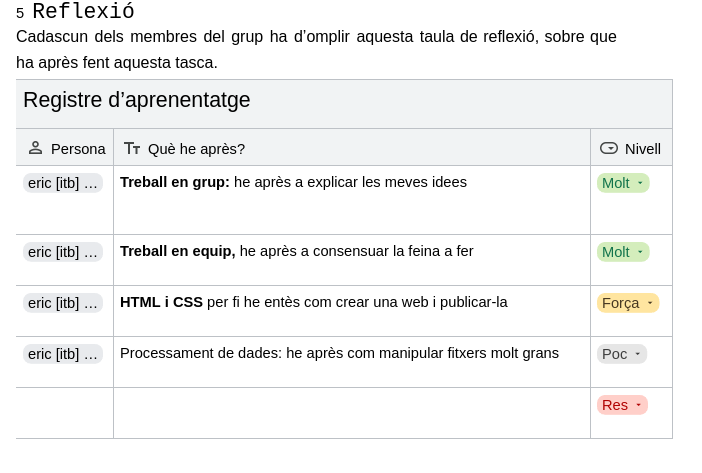 5 Reflexió
Cadascun dels membres del grup ha d’omplir aquesta taula de reflexió, sobre que
ha après fent aquesta tasca.
Registre d’aprenentatge
Persona Què he après? Nivell
eric [itb] … Treball en grup: he après a explicar les meves idees Molt
eric [itb] … Treball en equip, he après a consensuar la feina a fer Molt
eric [itb] … HTML i CSS per fi he entès com crear una web i publicar-la Força
eric [itb] … Processament de dades: he après com manipular fitxers molt grans Poc
Res